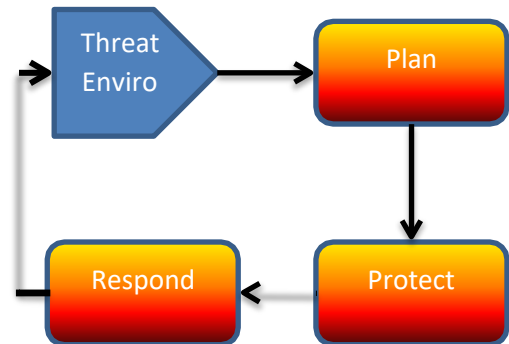 Threat
Enviro
Plan
Respond
Protect